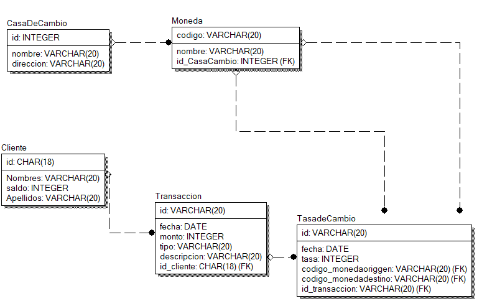 CasaDeCambio
id: INTEGER
nombre: VARCHAR(20)
direccion: VARCHAR(20)
Moneda
codigo: VARCHAR(20)
nombre: VARCHAR(20)
id_CasaCambio: INTEGER (FK)
Cliente
id: CHAR(18)
Nombres: VARCHAR(20)
saldo: INTEGER
Apellidos: VARCHAR(20)
Transaccion
id: VARCHAR(20)
fecha: DATE
monto: INTEGER
tipo: VARCHAR(20)
descripcion: VARCHAR(20)
id_cliente: CHAR(18) (FK)
TasadeCambio
id: VARCHAR(20)
fecha: DATE
tasa: INTEGER
codigo_monedaoriggen: VARCHAR(20) (FK)
codigo_monedadestino: VARCHAR(20) (FK)
id_transaccion: VARCHAR(20) (FK)